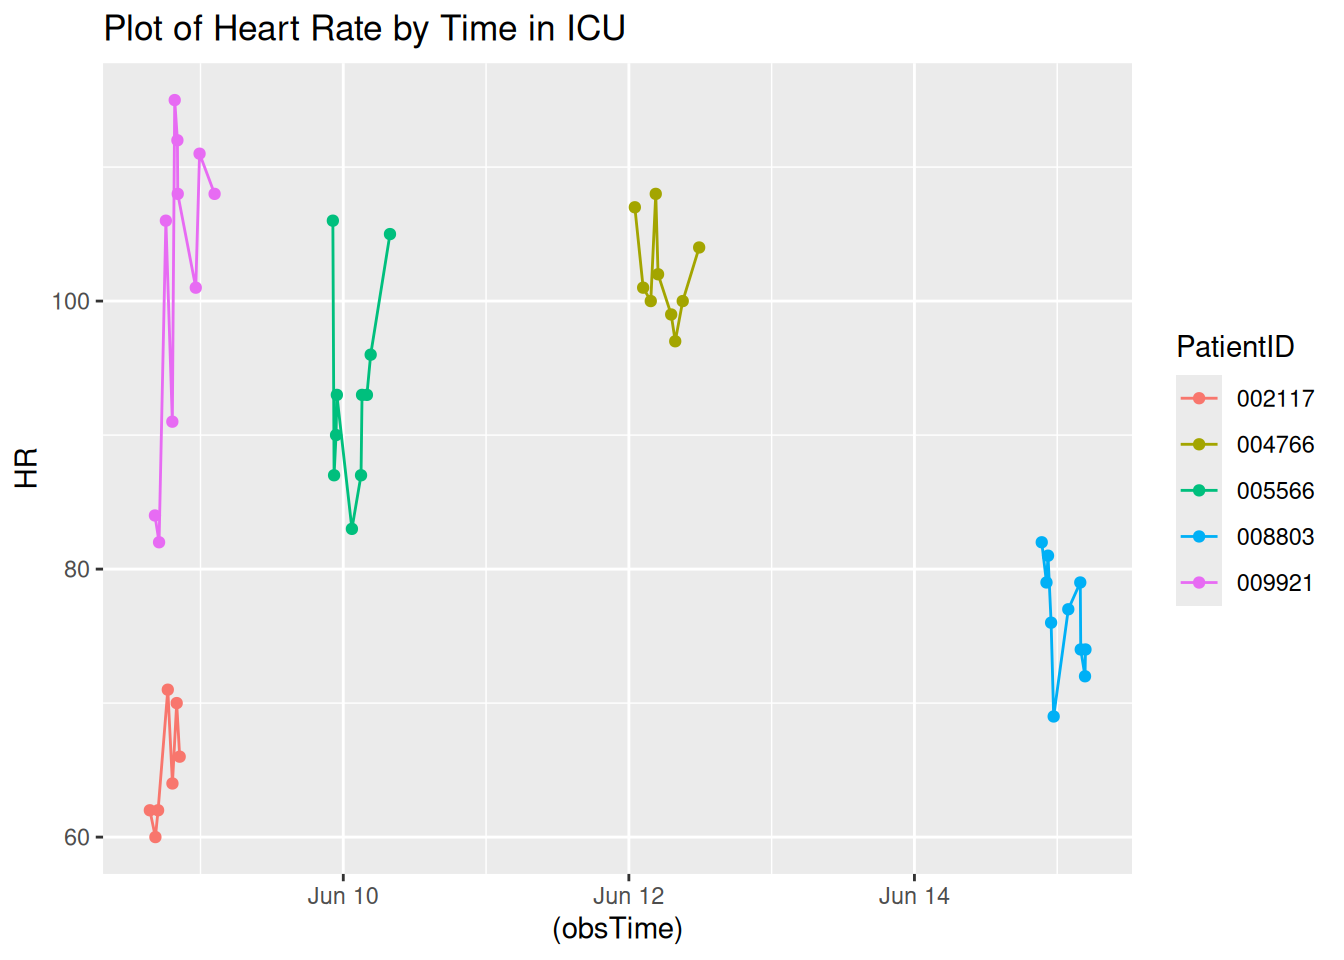 Plot of Heart Rate by Time in ICU
HR
100
80
60
Jun 10
Jun 12
Jun 14
(obsTime)
PatientID
002117
004766
005566
008803
009921